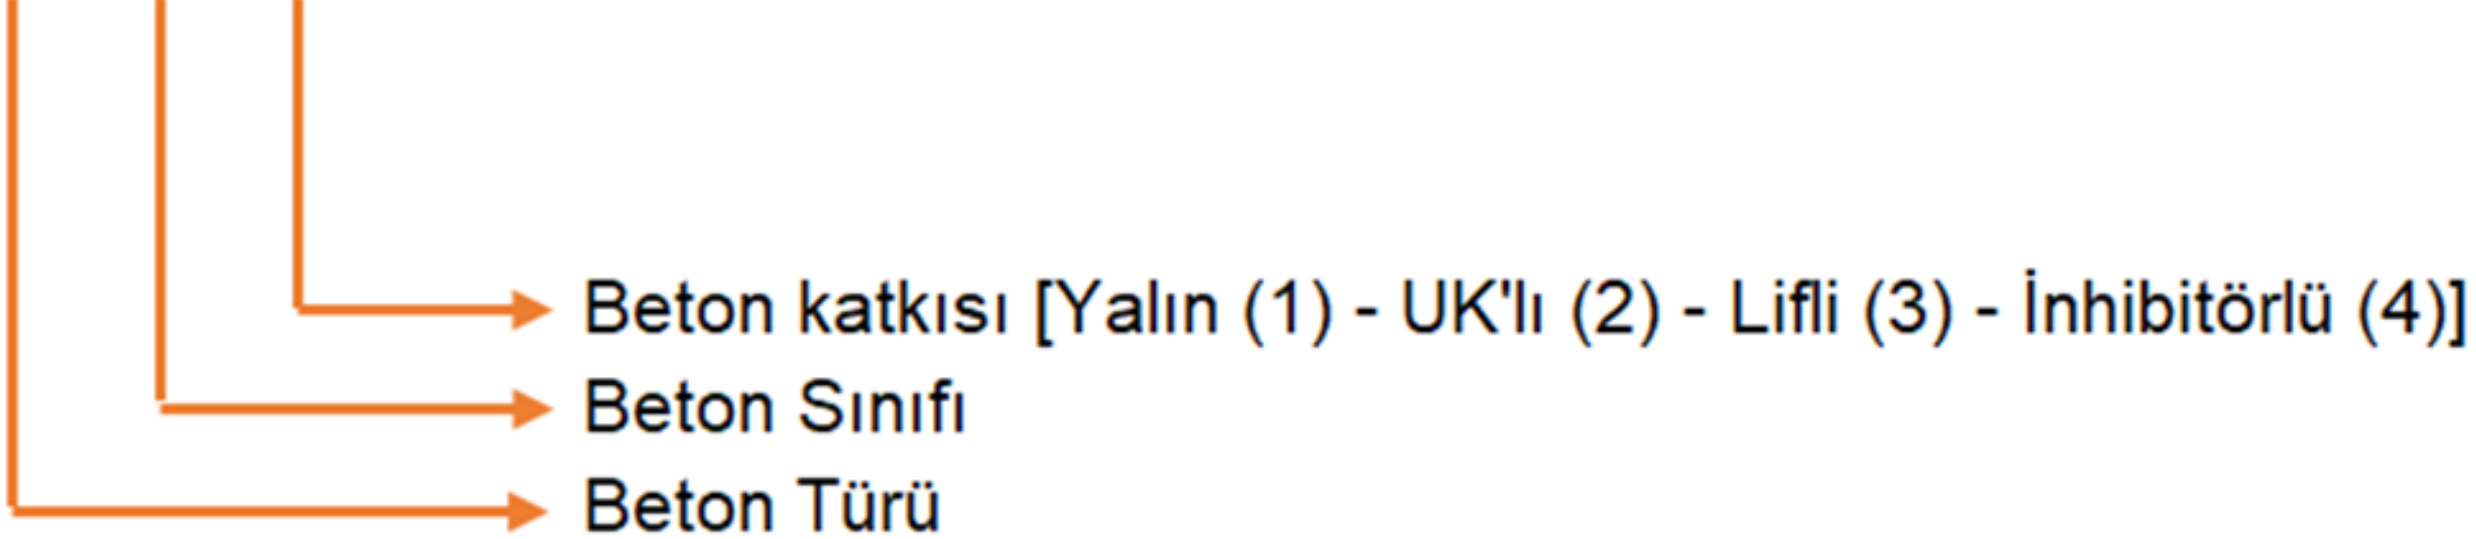 Beton katkısı [Yalın (1) - UK'lı (2) - Lifli (3) - İnhibitörlü (4)]
Beton Sınıfı
Beton Türü